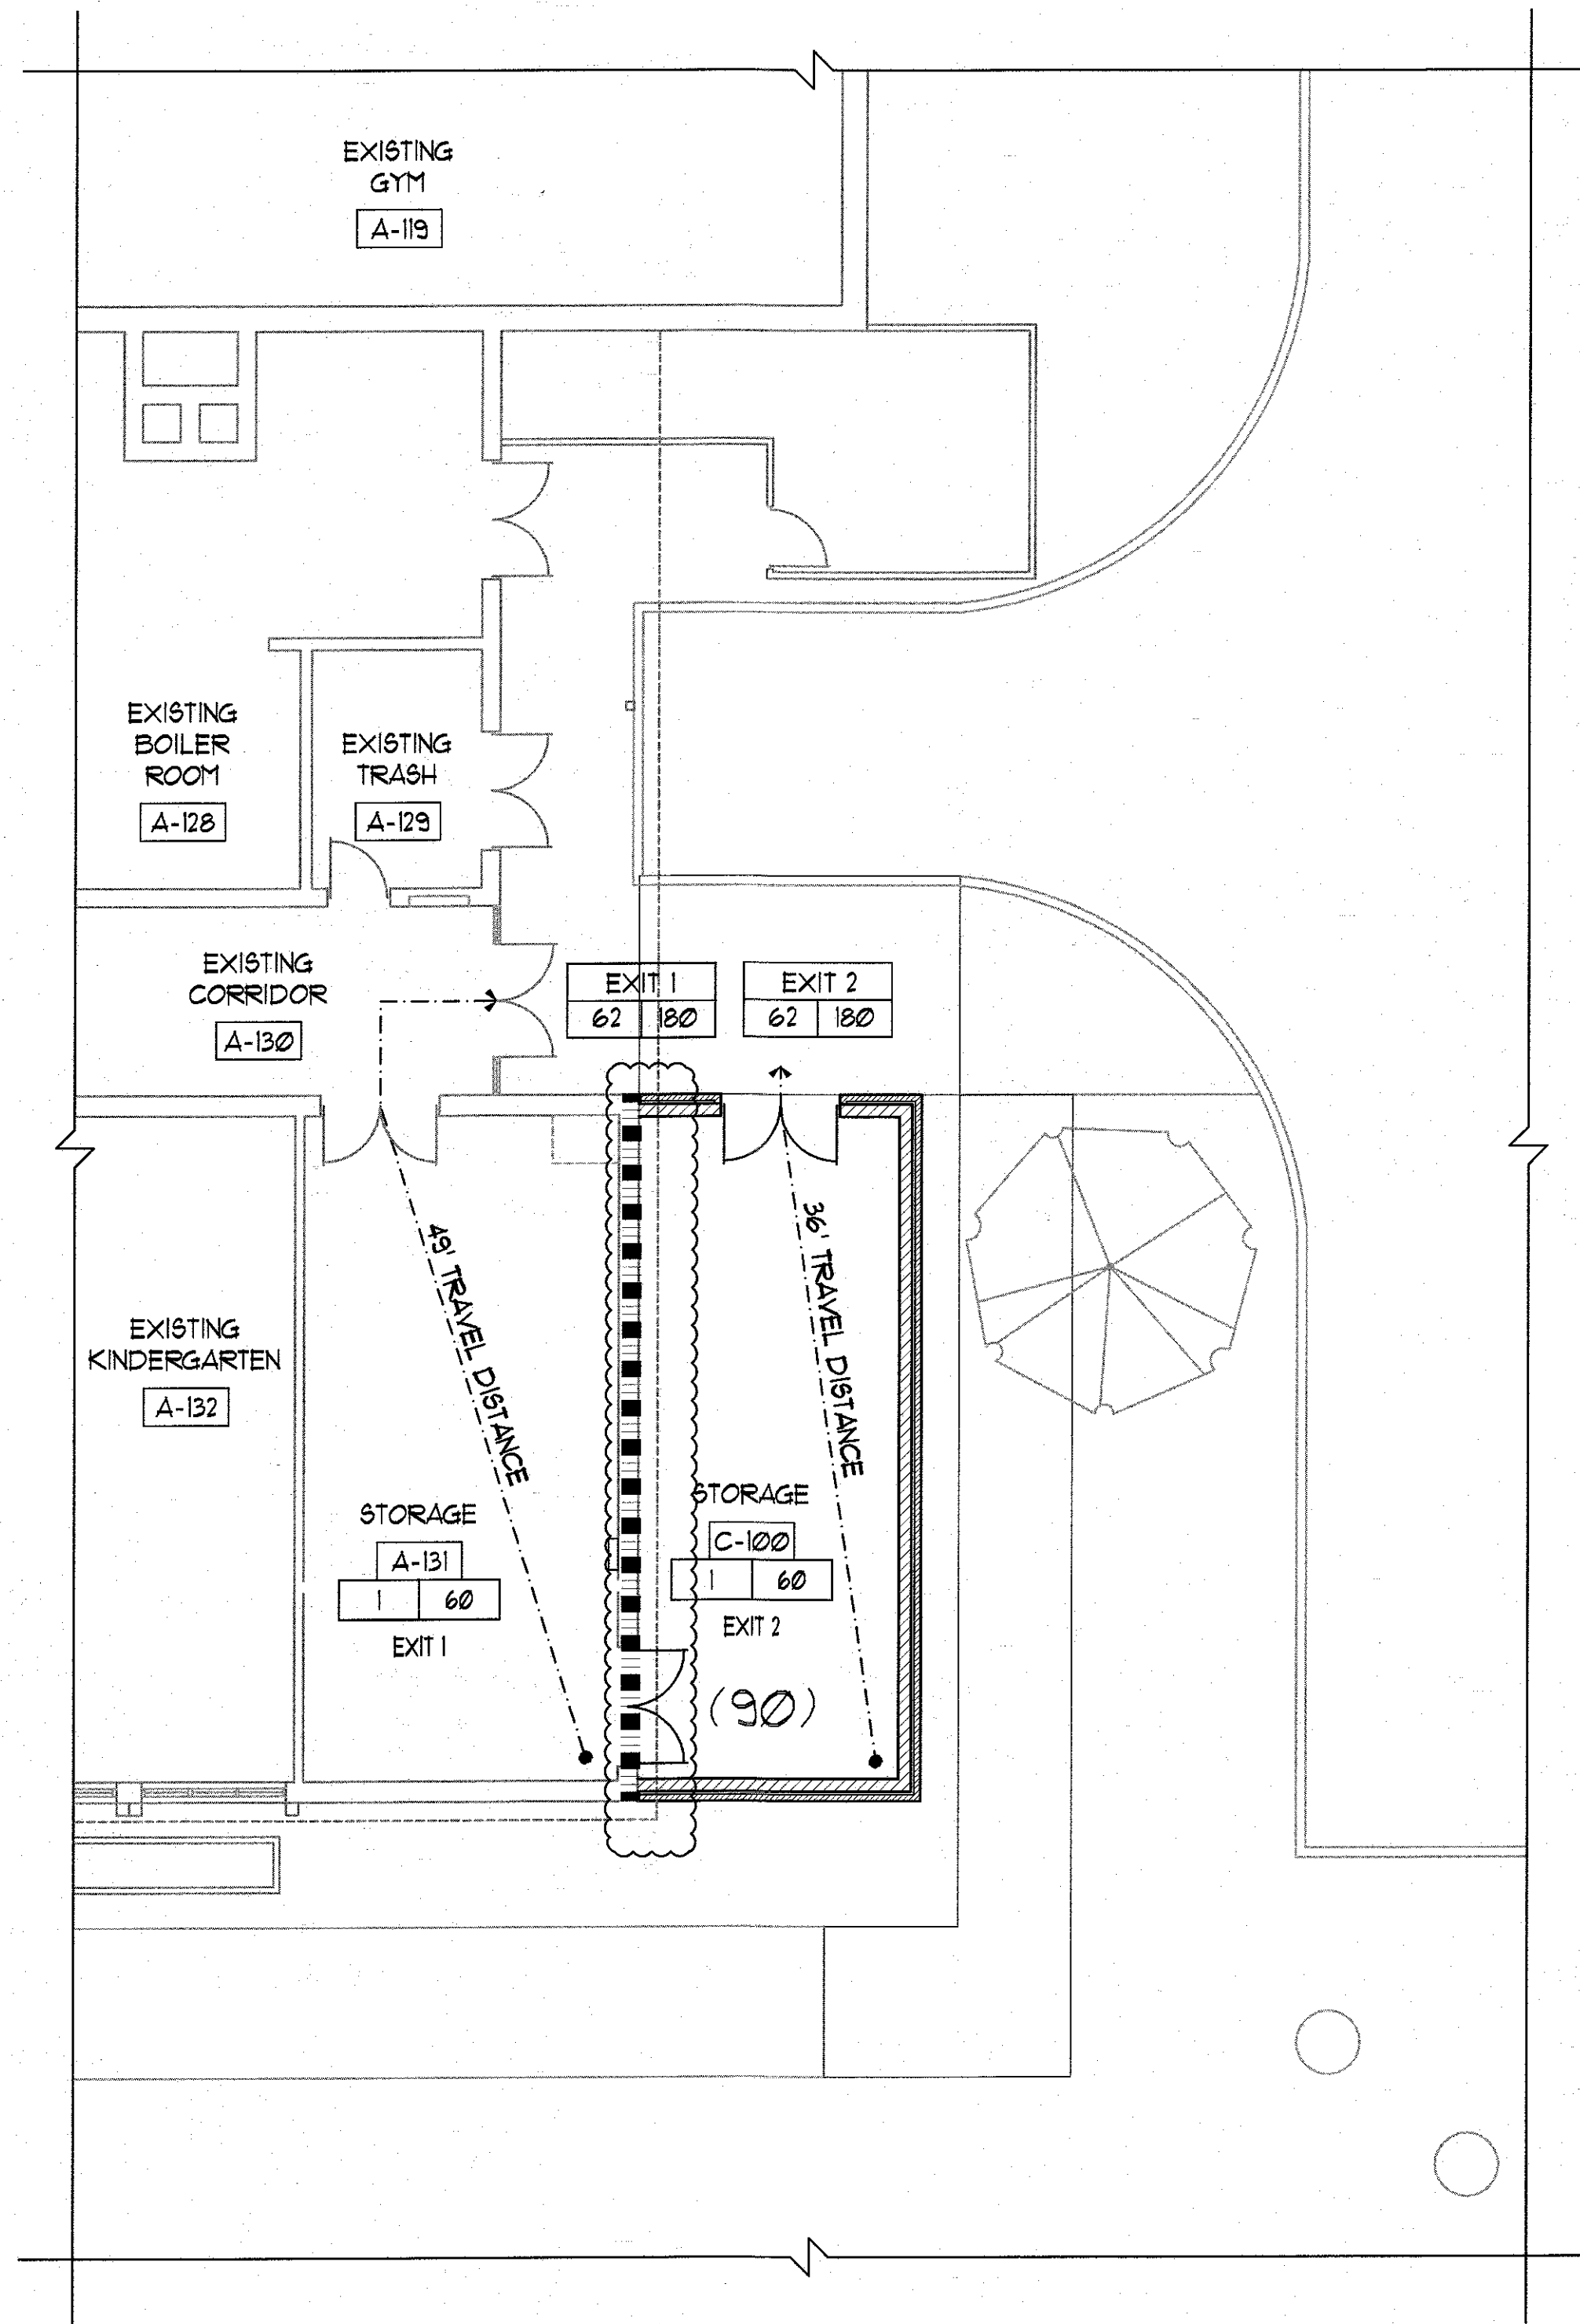 EXISTING
GYM
A-119
EXISTING
BOILER
ROOM
A-128
EXISTING
TRASH
A-129
EXISTING
CORRIDOR
A-130
EXIT 1
62 180
EXIT 2
62 180
49' TRAVEL DISTANCE
36' TRAVEL DISTANCE
EXISTING
KINDERGARTEN
A-132
STORAGE
A-131
1 60
EXIT 1
STORAGE
C-100
1 60
EXIT 2
(90)